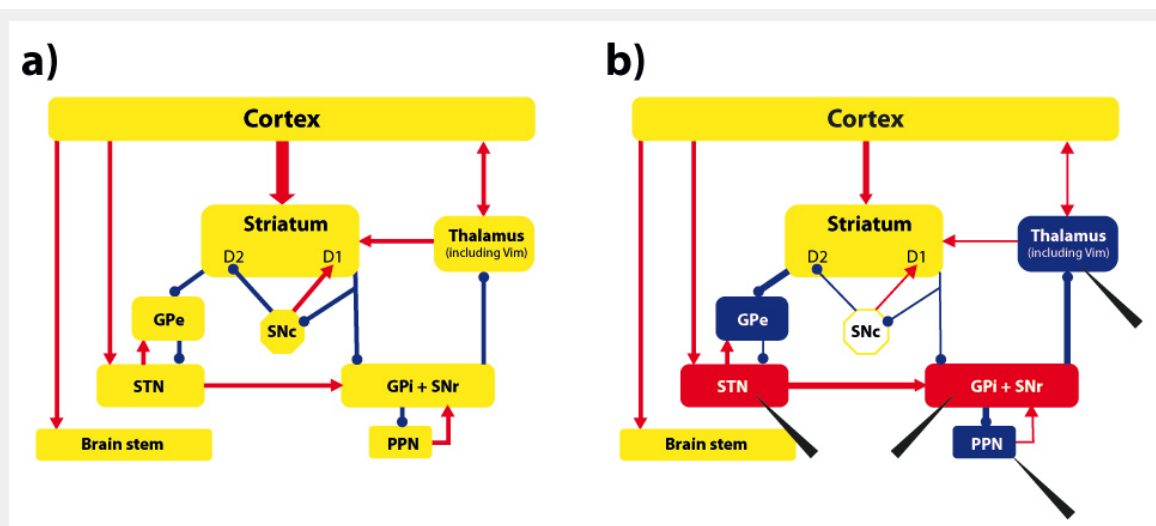 a)
Cortex
Striatum
D2
D1
Thalamus
(including Vim)
GPe
SNc
STN
GPi + SNr
Brain stem
PPN
b)
Cortex
Striatum
D2
D1
Thalamus
(including Vim)
GPe
SNc
STN
GPi + SNr
Brain stem
PPN